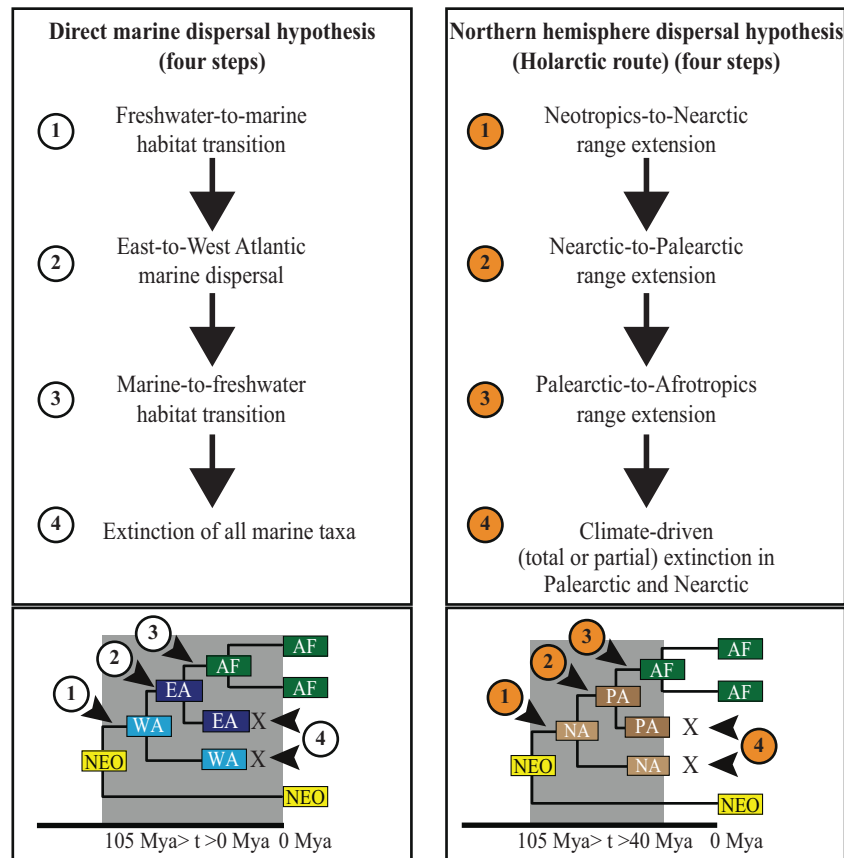 Direct marine dispersal hypothesis
(four steps)
1
Freshwater-to-marine
habitat transition
2
East-to-West Atlantic
marine dispersal
3
Marine-to-freshwater
habitat transition
4
Extinction of all marine taxa
Northern hemisphere dispersal hypothesis
(Holarctic route) (four steps)
1
Neotropics-to-Nearctic
range extension
2
Nearctic-to-Palearctic
range extension
3
Palearctic-to-Afrotropics
range extension
4
Climate-driven
(total or partial) extinction in
Palearctic and Nearctic
3
AF
2
AF
1
EA
AF
WA
EA X
4
NEO
WA X
NEO
105 Mya> t >0 Mya 0 Mya
3
AF
2
AF
1
PA
AF
NA
PA X
4
NEO
NA X
NEO
105 Mya> t >40 Mya 0 Mya